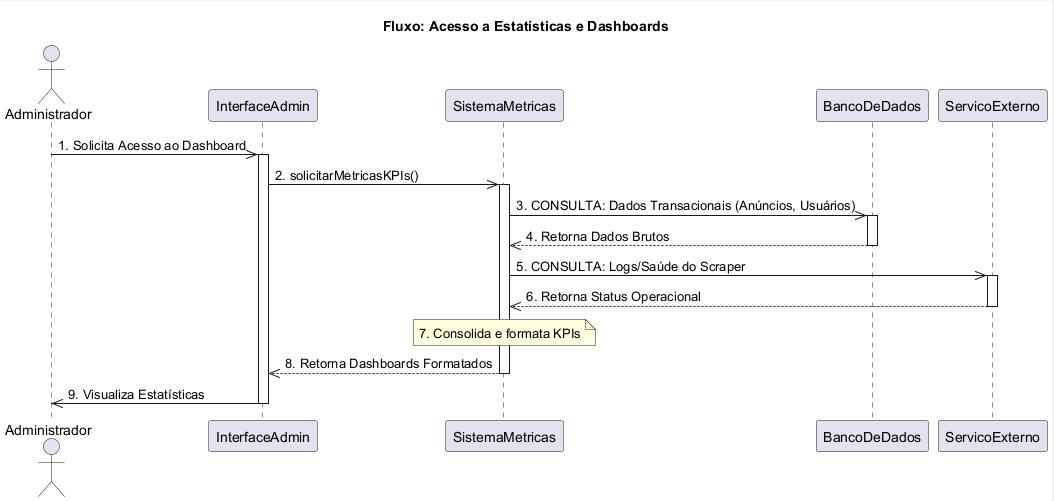 Fluxo: Acesso a Estatísticas e Dashboards
Administrador
InterfaceAdmin
SistemaMetricas
BancoDeDados
ServicoExterno
1. Solicita Acesso ao Dashboard
2. solicitarMetricasKPIs()
3. CONSULTA: Dados Transacionais (Anúncios, Usuários)
4. Retorna Dados Brutos
5. CONSULTA: Logs/Saúde do Scraper
6. Retorna Status Operacional
7. Consolida e formata KPIs
8. Retorna Dashboards Formatados
9. Visualiza Estatísticas
Administrador
InterfaceAdmin
SistemaMetricas
BancoDeDados
ServicoExterno